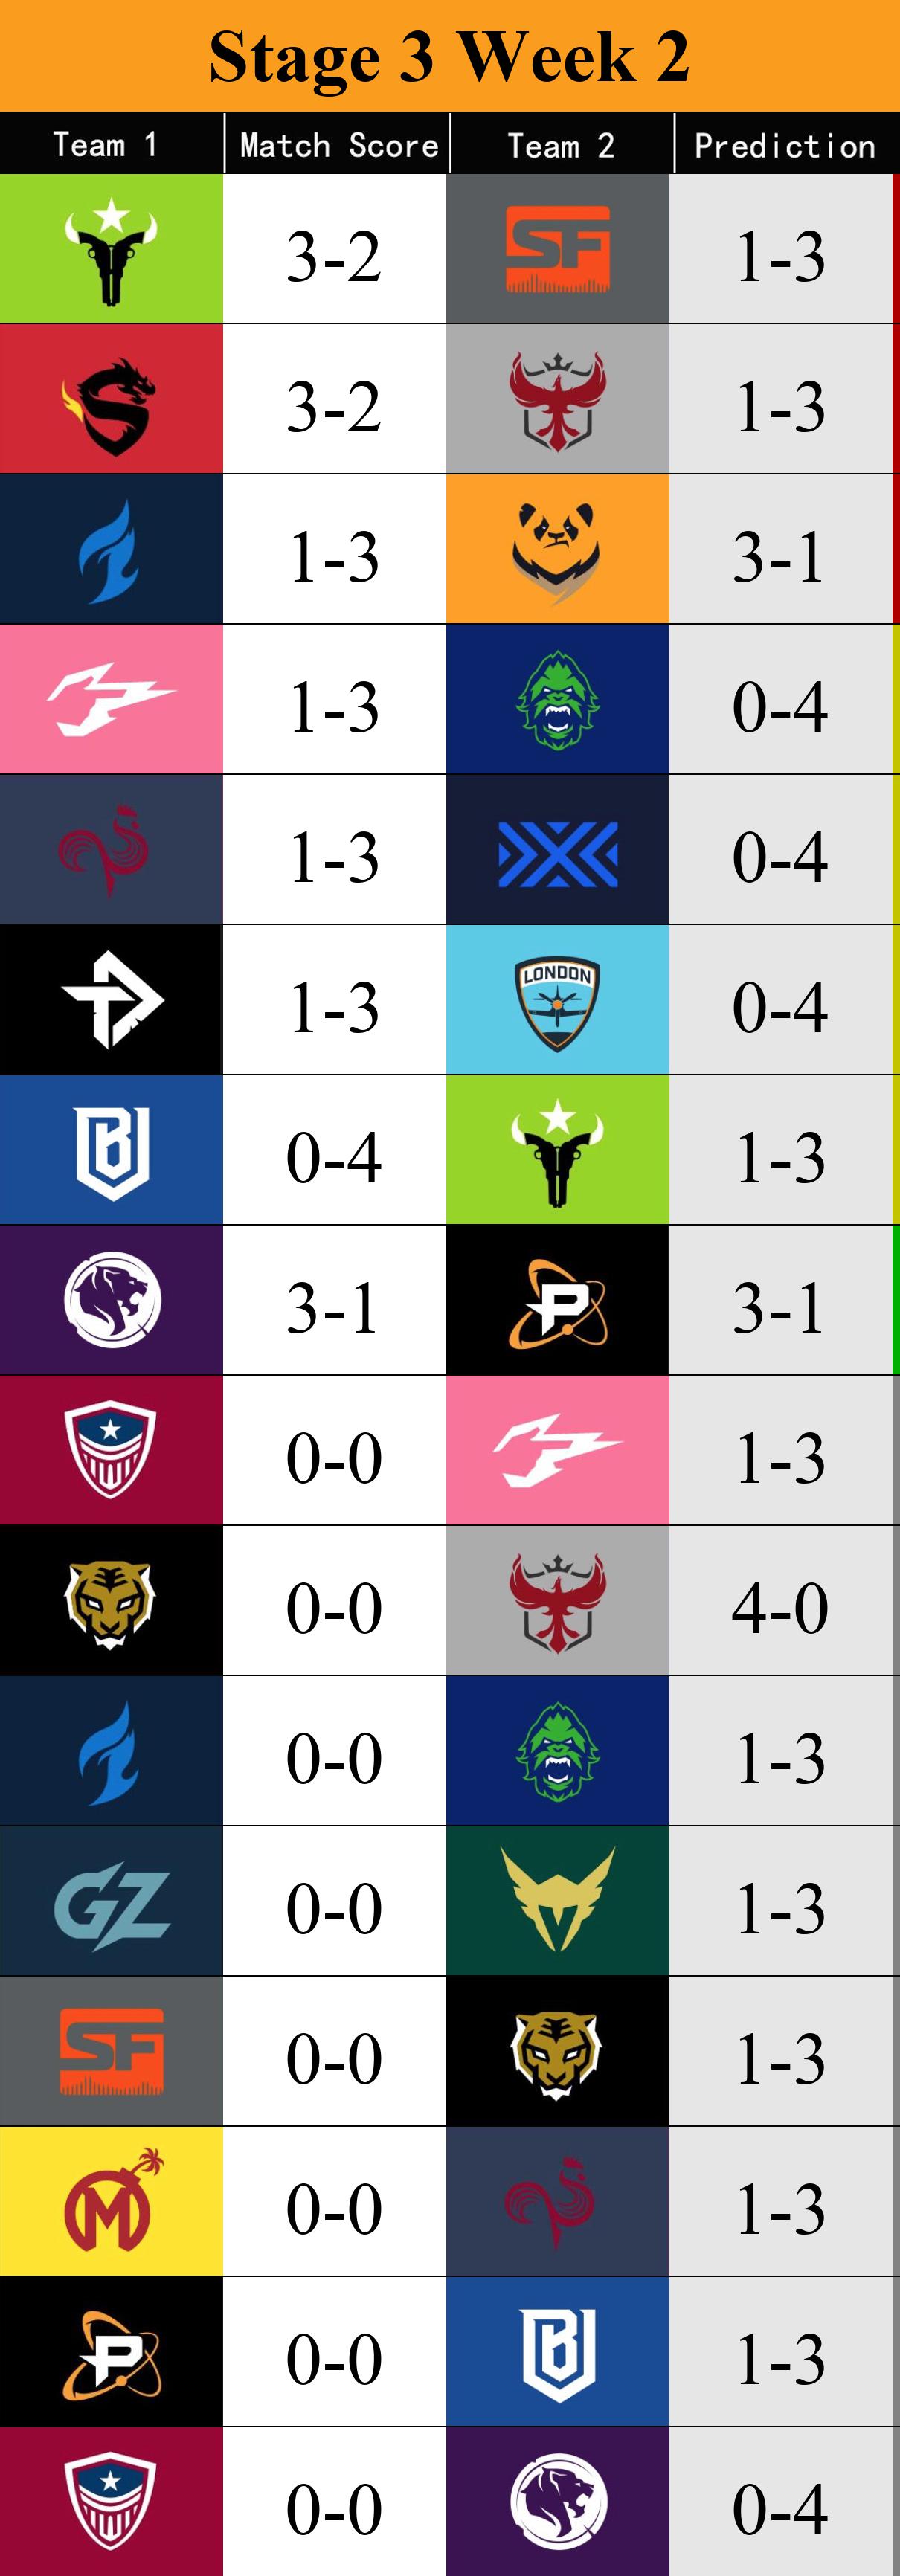 Stage 3 Week 2
Team 1 Match Score Team 2 Prediction
3-2 SF 1-3
S 3-2 1-3
1-3 3-1
1-3 0-4
1-3 0-4
1-3 LONDON 0-4
B 0-4 1-3
3-1 P 3-1
0-0 1-3
0-0 4-0
0-0 1-3
GZ 0-0 V 1-3
SF 0-0 1-3
M 0-0 1-3
P 0-0 B 1-3
0-0 0-4